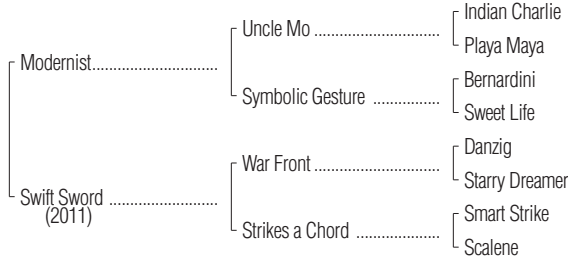 Indian Charlie
Uncle Mo ..............................
Playa Maya
Modernist..............................
Bernardini
Symbolic Gesture ................
Sweet Life
Danzig
War Front ..............................
Starry Dreamer
Swift Sword ..........................
(2011)
Smart Strike
Strikes a Chord ....................
Scalene